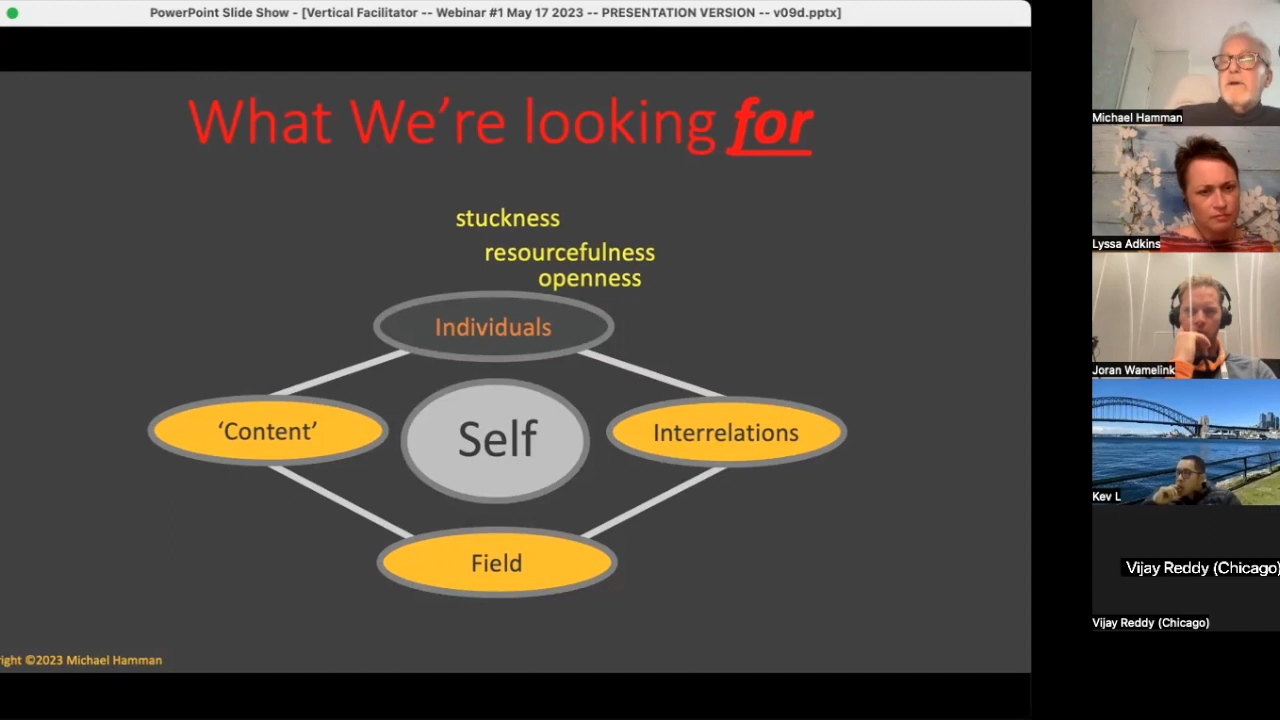 PowerPoint Slide Show - [Vertical Facilitator -- Webinar #1 May 17 2023 -- PRESENTATION VERSION -- v09d.pptx]
What We’re looking for
stuckness
resourcefulness
openness
Individuals
‘Content’
Self
Interrelations
Field
©2023 Michael Hamman
Michael Hamman
Lyssa Adkins
Joran Wamelink
Kev L
Vijay Reddy (Chicago)
Vijay Reddy (Chicago)